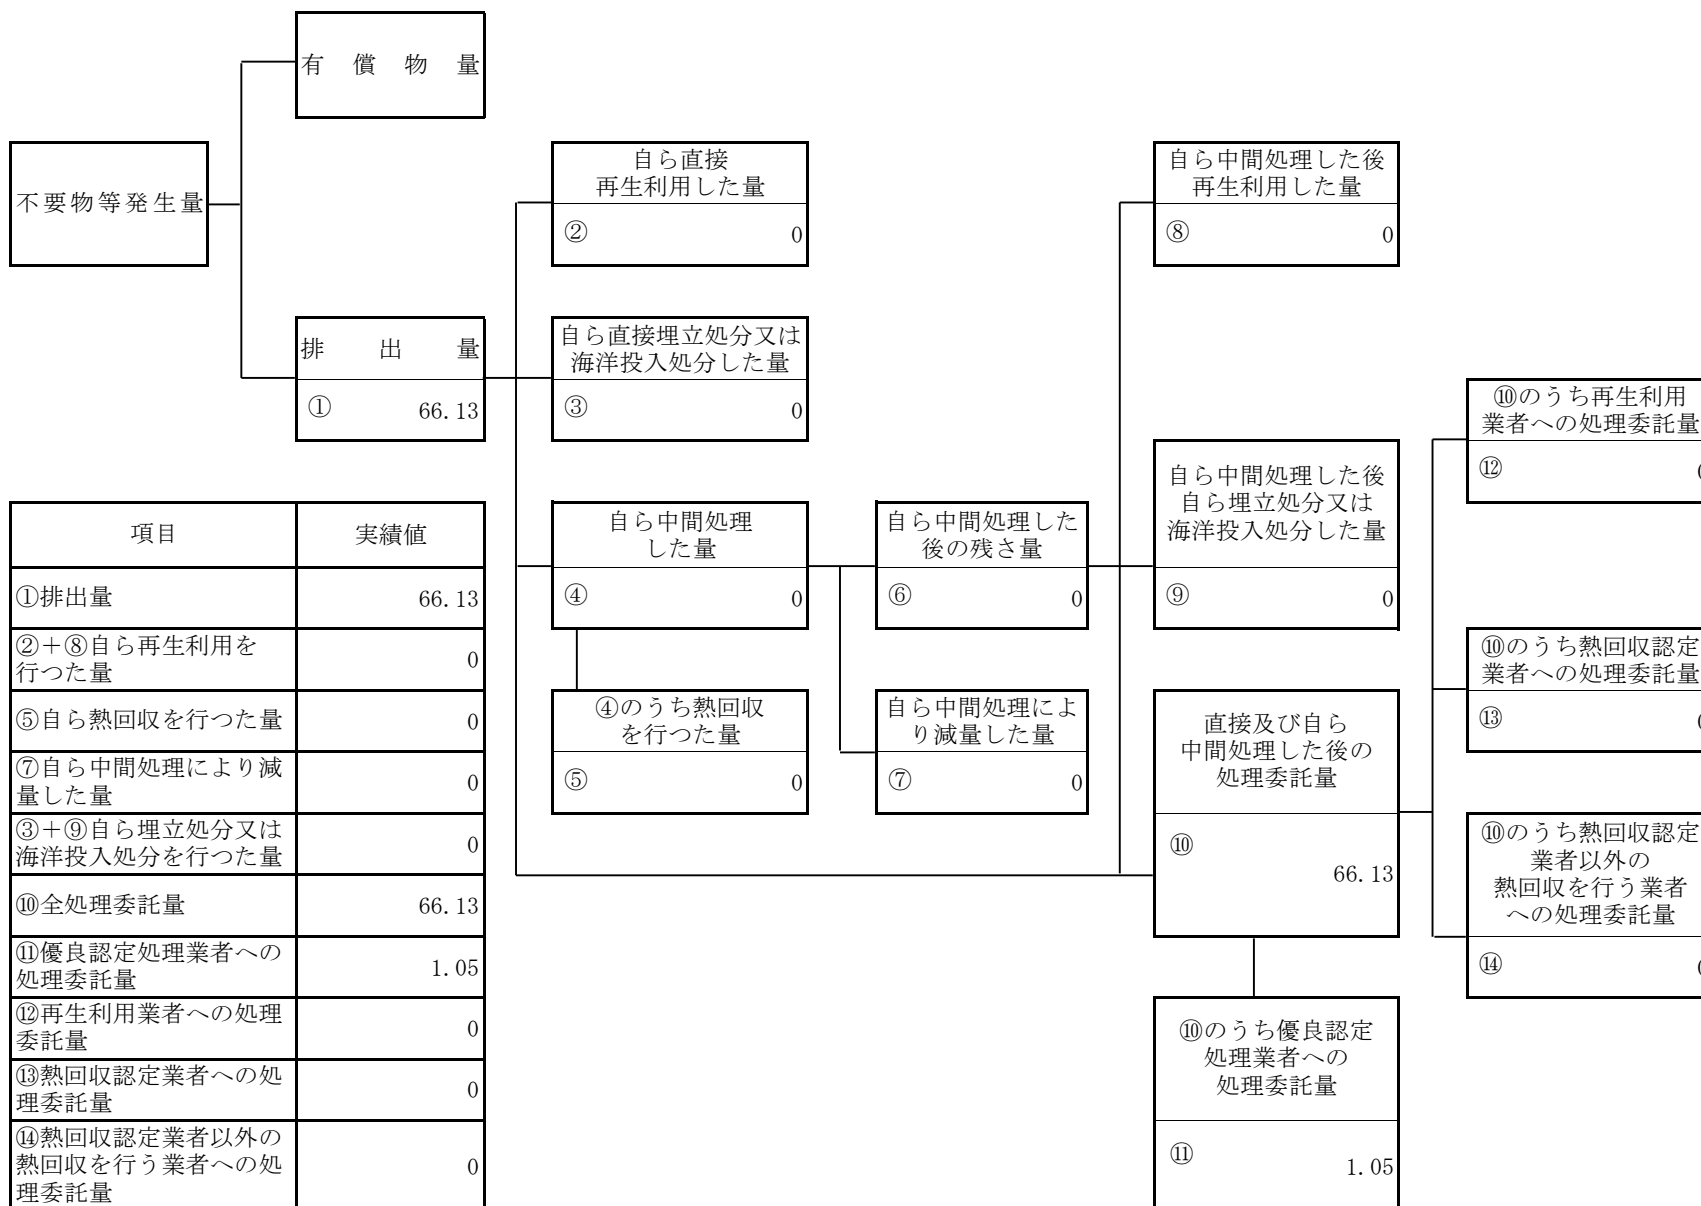 有償物量
不要物等発生量
排出量
① 66.13
自ら直接
再生利用した量
② 0
自ら直接埋立処分又は
海洋投入処分した量
③ 0
自ら中間処理
した量
④ 0
④のうち熱回収
を行つた量
⑤ 0
自ら中間処理した
後の残さ量
⑥ 0
自ら中間処理によ
り減量した量
⑦ 0
自ら中間処理した後
再生利用した量
⑧ 0
自ら中間処理した後
自ら埋立処分又は
海洋投入処分した量
⑨ 0
直接及び自ら
中間処理した後の
処理委託量
⑩
66.13
⑩のうち優良認定
処理業者への
処理委託量
⑪ 1.05
⑩のうち再生利用
業者への処理委託量
⑫
⑩のうち熱回収認定
業者への処理委託量
⑬
⑩のうち熱回収認定
業者以外の
熱回収を行う業者
への処理委託量
⑭
項目 実績値
①排出量 66.13
②+⑧自ら再生利用を
行つた量 0
⑤自ら熱回収を行つた量 0
⑦自ら中間処理により減
量した量 0
③+⑨自ら埋立処分又は
海洋投入処分を行つた量 0
⑩全処理委託量 66.13
⑪優良認定処理業者への
処理委託量 1.05
⑫再生利用業者への処理
委託量 0
⑬熱回収認定業者への処
理委託量 0
⑭熱回収認定業者以外の
熱回収を行う業者への処
理委託量 0